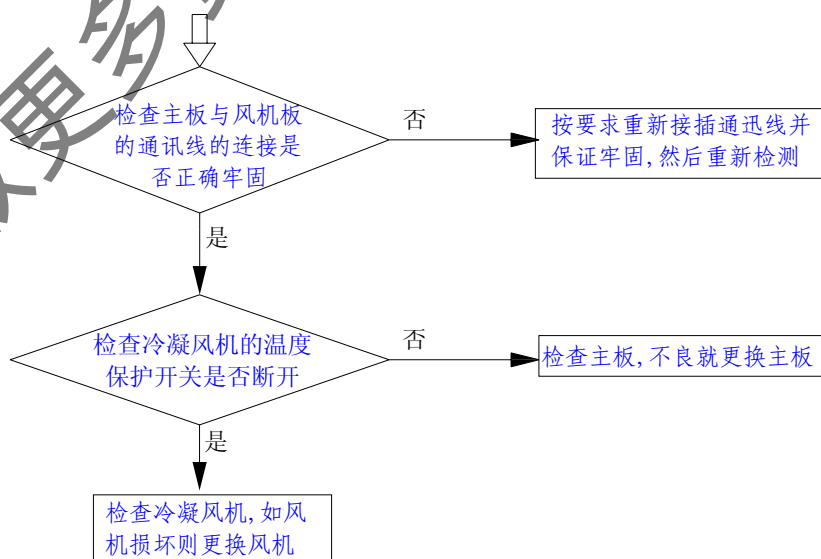 更多
检查主板与风机板
的通讯线的连接是
否正确牢固
否
按要求重新接插通迅线并
保证牢固,然后重新检测
是
检查冷凝风机的温度
保护开关是否断开
否
检查主板,不良就更换主板
是
检查冷凝风机,如风
机损坏则更换风机